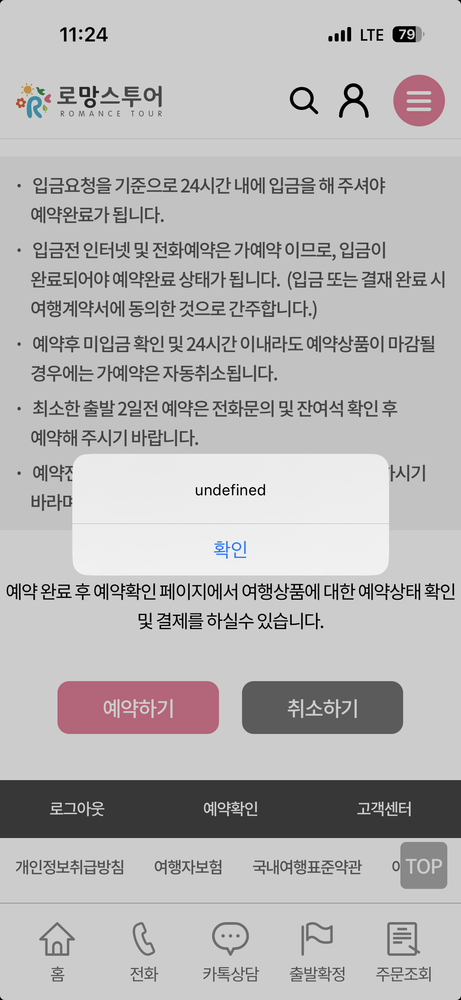 11:24 LTE 79
로망스투어
ROMANCE TOUR
· 입금요청을 기준으로 24시간 내에 입금을 해 주셔야
예약완료가 됩니다.
· 입금전 인터넷 및 전화예약은 가예약 이므로, 입금이
완료되어야 예약완료 상태가 됩니다. (입금 또는 결재 완료 시
여행계약서에 동의한 것으로 간주합니다.)
· 예약후 미입금 확인 및 24시간 이내라도 예약상품이 마감될
경우에는 가예약은 자동취소됩니다.
· 최소한 출발 2일전 예약은 전화문의 및 잔여석 확인 후
예약해 주시기 바랍니다.
· 예약전 하시기
바라며
undefined
확인
예약 완료 후 예약확인 페이지에서 여행상품에 대한 예약상태 확인
및 결제를 하실수 있습니다.
예약하기 취소하기
로그아웃 예약확인 고객센터
개인정보취급방침 여행자보험 국내여행표준약관 TOP
홈 전화 카톡상담 출발확정 주문조회